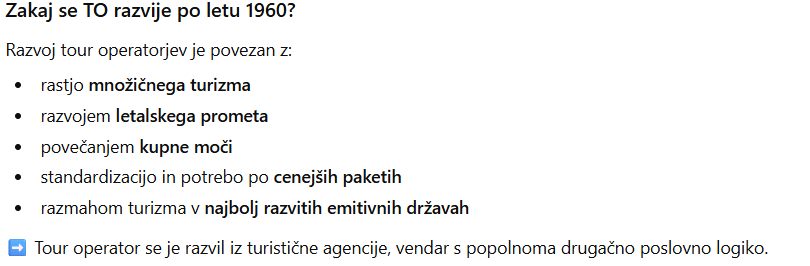 Zakaj se TO razvije po letu 1960?
Razvoj tour operatorjev je povezan z:
• rastjo množičnega turizma
• razvojem letalskega prometa
• povečanjem kupne moči
• standardizacijo in potrebo po cenejših paketih
• razmahom turizma v najbolj razvitih emitivnih državah
➡️ Tour operator se je razvil iz turistične agencije, vendar s popolnoma drugačno poslovno logiko.